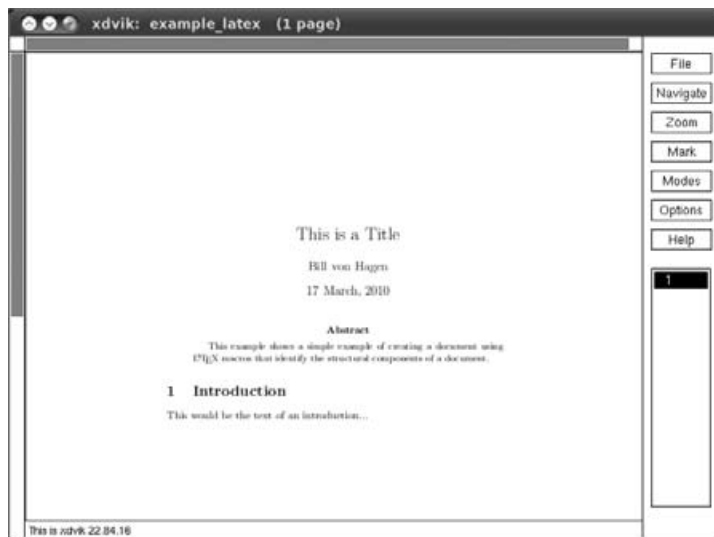 xdvik: example_latex (1 page)
File
Navigate
Zoom
Mark
Modes
Options
Help
1
This is a Title
Bill von Hagen
17 March, 2010
Abstract
This example shows a simple example of creating a document using
LATEX macros that identify the structural components of a document.
1 Introduction
This would be the text of an introduction...
This is xdvik 22.84.16